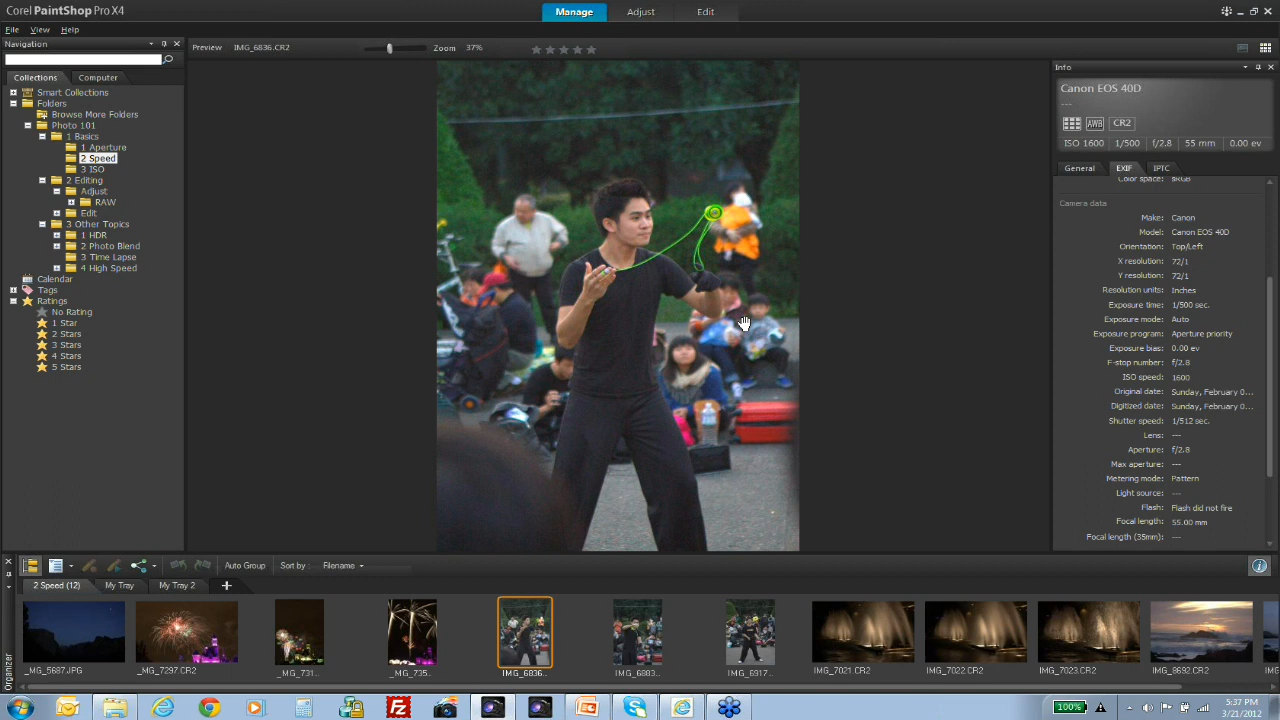 Corel PaintShop Pro X4
Manage
Adjust
Edit
File View Help
Navigation
Preview IMG_6836.CR2 Zoom 37%
Info
Collections Computer
Smart Collections
Folders
Browse More Folders
Photo 101
1 Basics
1 Aperture
2 Speed
3 ISO
2 Editing
Adjust
RAW
Edit
3 Other Topics
1 HDR
2 Photo Blend
3 Time Lapse
4 High Speed
Calendar
Tags
Ratings
No Rating
1 Star
2 Stars
3 Stars
4 Stars
5 Stars
Canon EOS 40D
---
AWB CR2
ISO 1600 1/500 f/2.8 55 mm 0.00 ev
General EXIF IPTC
Color space: sRGB
Camera data
Make: Canon
Model: Canon EOS 40D
Orientation: Top/Left
X resolution: 72/1
Y resolution: 72/1
Resolution units: Inches
Exposure time: 1/500 sec.
Exposure mode: Auto
Exposure program: Aperture priority
Exposure bias: 0.00 ev
F-stop number: f/2.8
ISO speed: 1600
Original date: Sunday, February 0...
Digitized date: Sunday, February 0...
Shutter speed: 1/512 sec.
Lens: ---
Aperture: f/2.8
Max aperture: ---
Metering mode: Pattern
Light source: ---
Flash: Flash did not fire
Focal length: 55.00 mm
Focal length (35mm): ---
Auto Group Sort by: Filename
2 Speed (12) My Tray My Tray 2 +
Organizer
_MG_5687.JPG
_MG_7297.CR2
_MG_731...
_MG_735...
IMG_6836...
IMG_6883...
IMG_6917...
IMG_7021.CR2
IMG_7022.CR2
IMG_7023.CR2
IMG_8692.CR2
Fz
100%
5:37 PM
3/21/2012